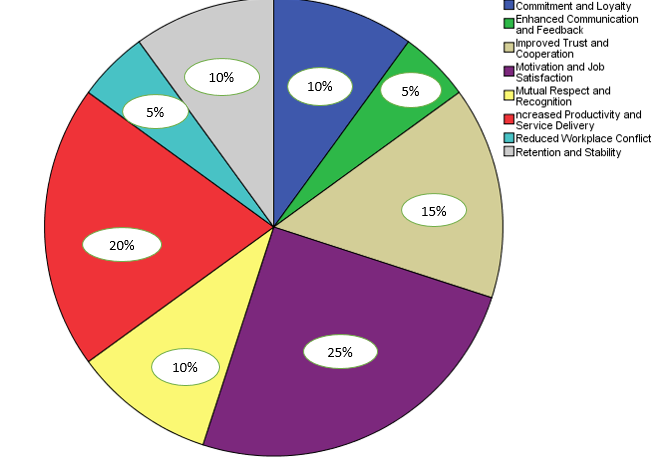 Commitment and Loyalty
Enhanced Communication
and Feedback
Improved Trust and
Cooperation
Motivation and Job
Satisfaction
Mutual Respect and
Recognition
ncreased Productivity and
Service Delivery
Reduced Workplace Conflict
Retention and Stability
10%
10%
5%
5%
15%
20%
25%
10%